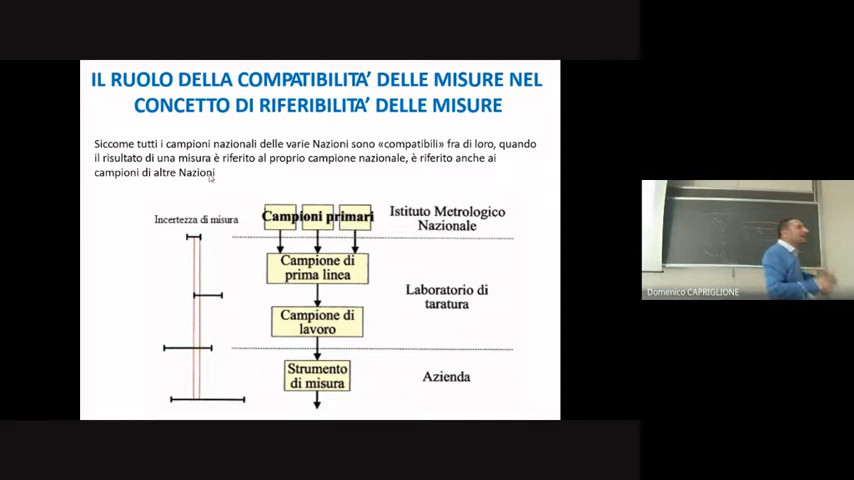 IL RUOLO DELLA COMPATIBILITA’ DELLE MISURE NEL
CONCETTO DI RIFERIBILITA’ DELLE MISURE
Siccome tutti i campioni nazionali delle varie Nazioni sono «compatibili» fra di loro, quando
il risultato di una misura è riferito al proprio campione nazionale, è riferito anche ai
campioni di altre Nazioni
Incertezza di misura
Campioni primari
Istituto Metrologico
Nazionale
Campione di
prima linea
Laboratorio di
taratura
Campione di
lavoro
Strumento
di misura
Azienda
Domenico CAPRIGLIONE